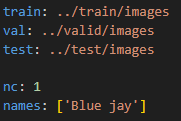 train: ../train/images
val: ../valid/images
test: ../test/images
nc: 1
names: ['Blue jay']